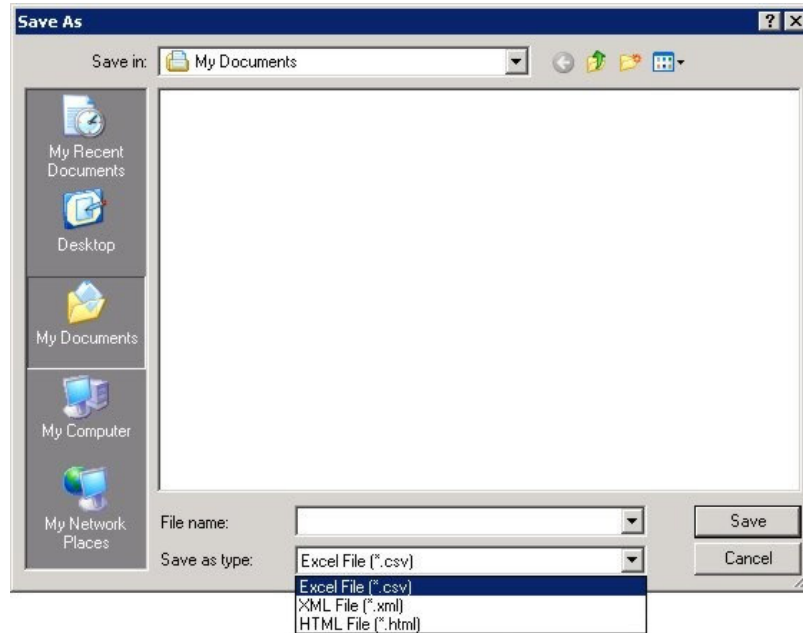 Save As
Save in: My Documents
My Recent
Documents
Desktop
My Documents
My Computer
My Network
Places
File name:
Save
Save as type: Excel File (*.csv)
Cancel
Excel File (*.csv)
XML File (*.xml)
HTML File (*.html)